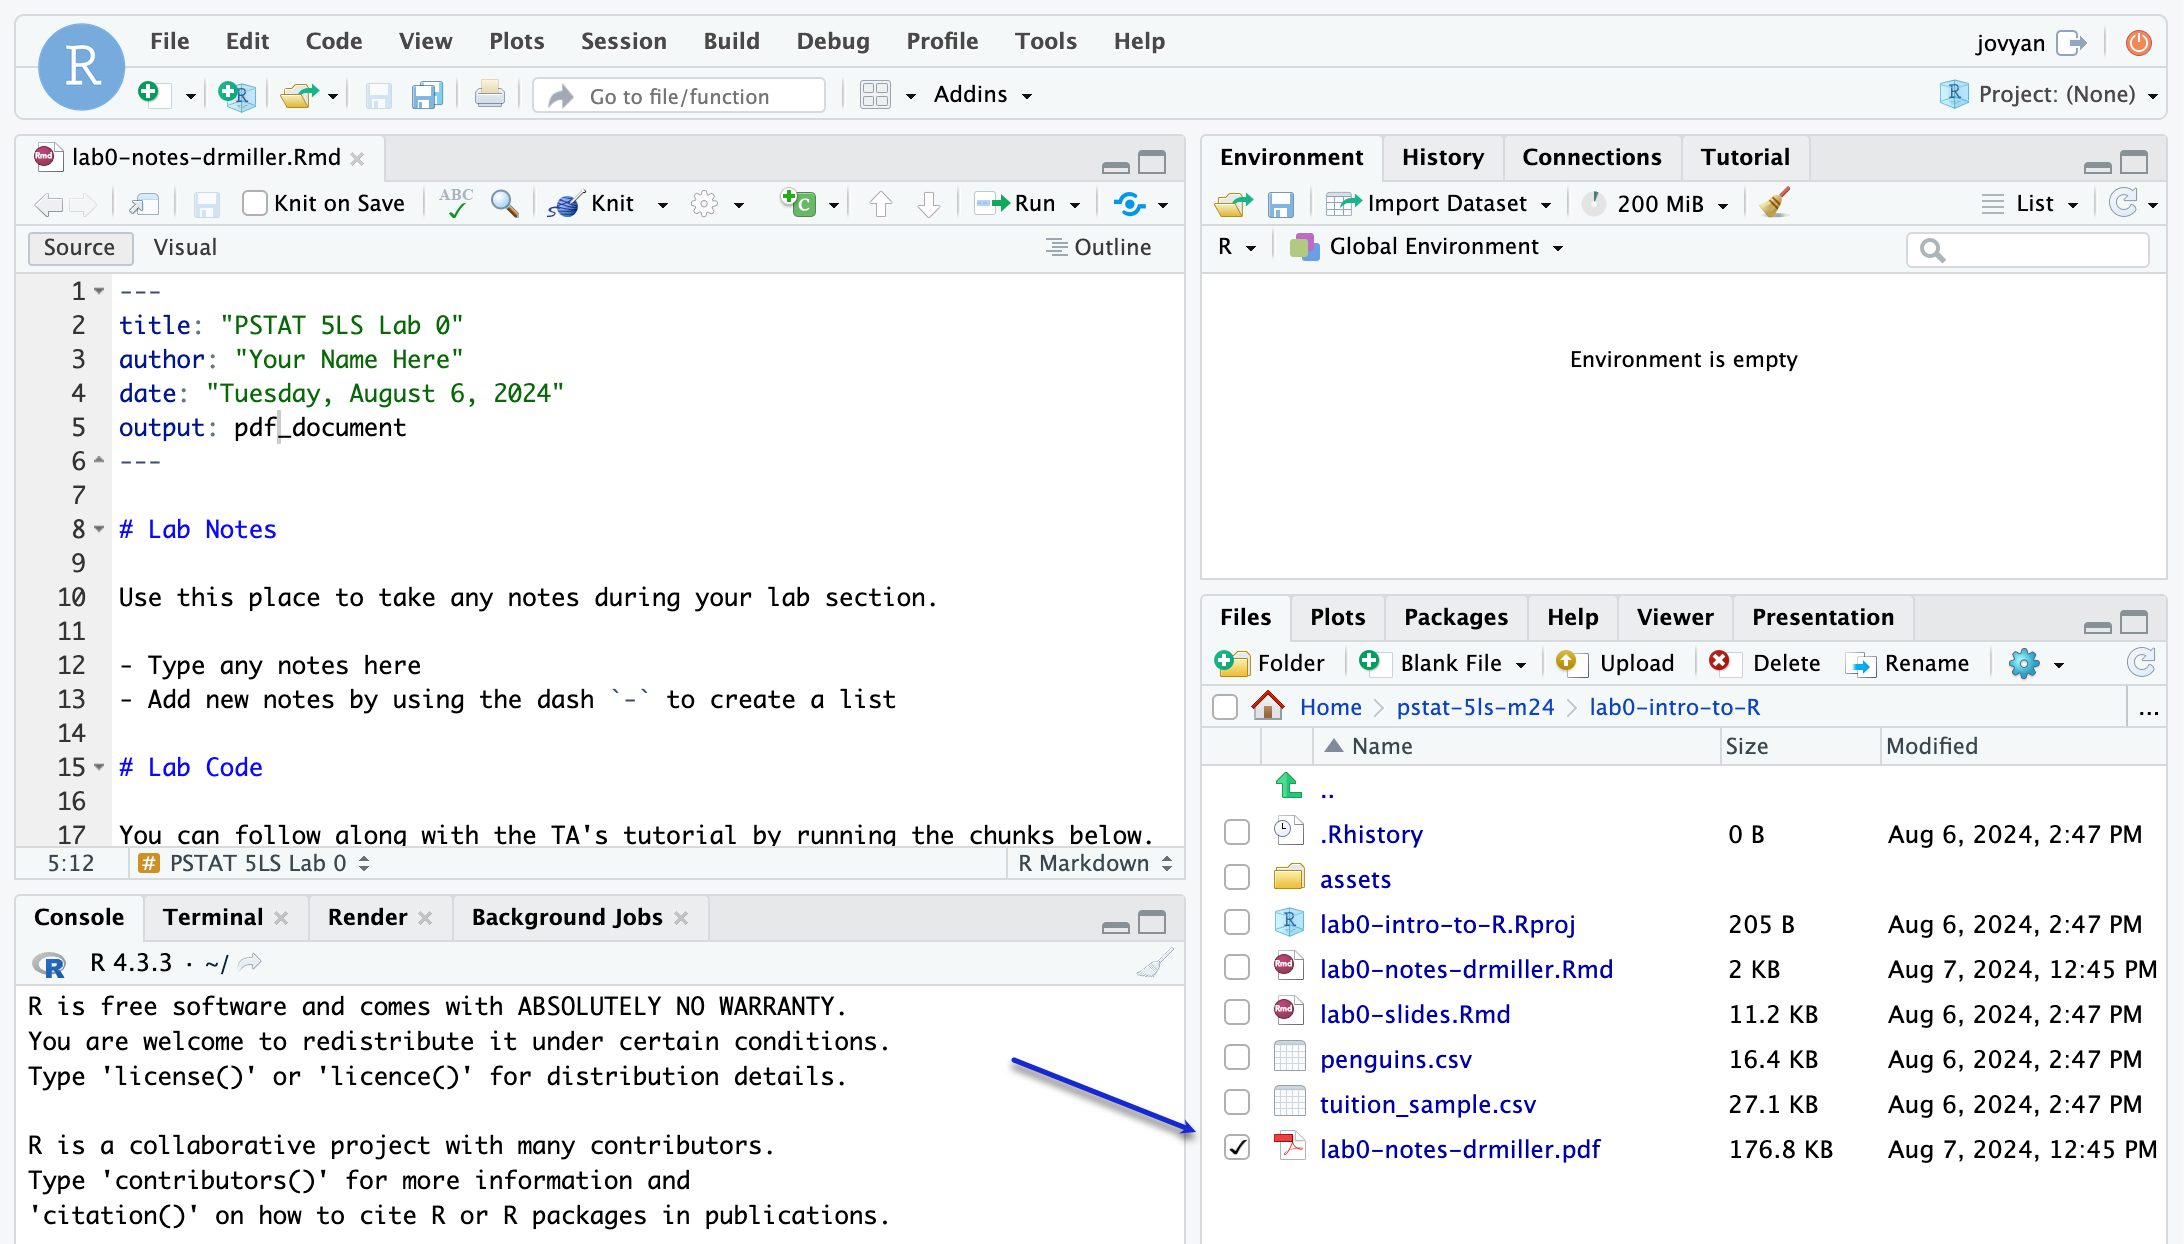 R File Edit Code View Plots Session Build Debug Profile Tools Help jovyan
R Go to file/function Addins R Project: (None)
Rmd lab0-notes-drmiller.Rmd
Knit on Save ABC Knit C Run
Source Visual Outline
1 ---
2 title: "PSTAT 5LS Lab 0"
3 author: "Your Name Here"
4 date: "Tuesday, August 6, 2024"
5 output: pdf_document
6 ---
7
8 # Lab Notes
9
10 Use this place to take any notes during your lab section.
11
12 - Type any notes here
13 - Add new notes by using the dash `-` to create a list
14
15 # Lab Code
16
17 You can follow along with the TA's tutorial by running the chunks below.
5:12 # PSTAT 5LS Lab 0 R Markdown
Console Terminal Render Background Jobs
R R 4.3.3 · ~/
R is free software and comes with ABSOLUTELY NO WARRANTY.
You are welcome to redistribute it under certain conditions.
Type 'license()' or 'licence()' for distribution details.
R is a collaborative project with many contributors.
Type 'contributors()' for more information and
'citation()' on how to cite R or R packages in publications.
Environment History Connections Tutorial
Import Dataset 200 MiB List
R Global Environment
Environment is empty
Files Plots Packages Help Viewer Presentation
Folder Blank File Upload Delete Rename
Home pstat-5ls-m24 lab0-intro-to-R ...
Name Size Modified
..
.Rhistory 0 B Aug 6, 2024, 2:47 PM
assets
R lab0-intro-to-R.Rproj 205 B Aug 6, 2024, 2:47 PM
Rmd lab0-notes-drmiller.Rmd 2 KB Aug 7, 2024, 12:45 PM
Rmd lab0-slides.Rmd 11.2 KB Aug 6, 2024, 2:47 PM
penguins.csv 16.4 KB Aug 6, 2024, 2:47 PM
tuition_sample.csv 27.1 KB Aug 6, 2024, 2:47 PM
lab0-notes-drmiller.pdf 176.8 KB Aug 7, 2024, 12:45 PM